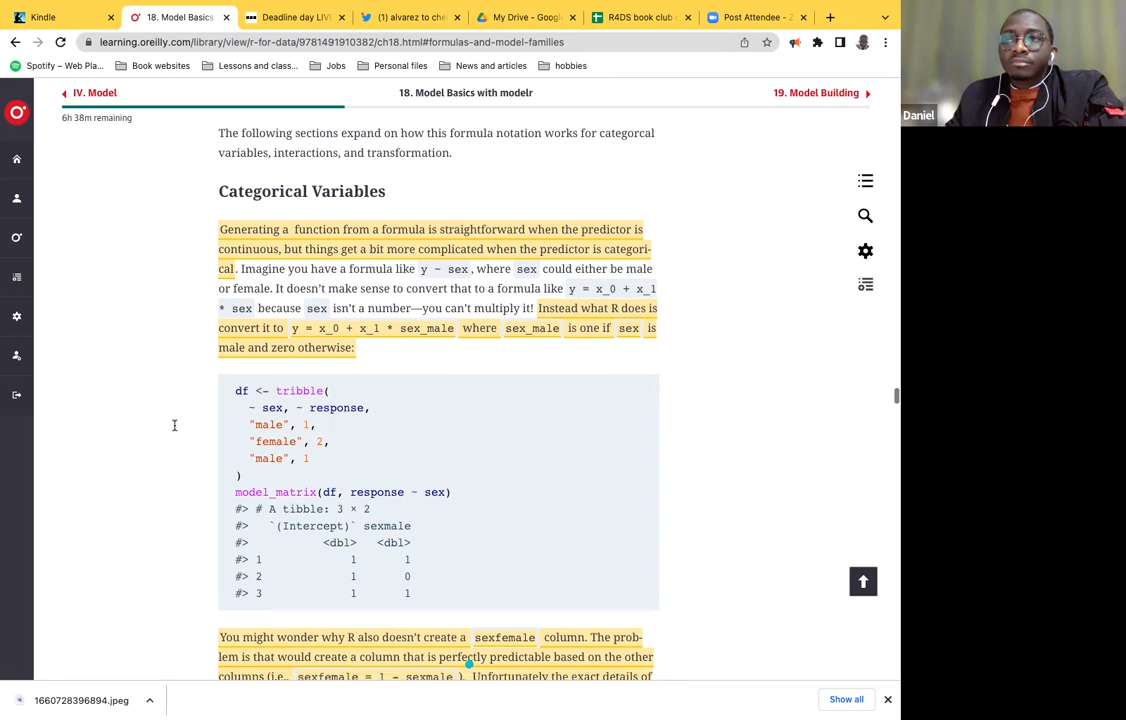 Kindle
18. Model Basics
Deadline day LIV
(1) alvarez to che
My Drive - Google
R4DS book club
Post Attendee - Z
learning.oreilly.com/library/view/r-for-data/9781491910382/ch18.html#formulas-and-model-families
Spotify – Web Pla...
Book websites
Lessons and class...
Jobs
Personal files
News and articles
hobbies
IV. Model
18. Model Basics with modelr
19. Model Building
6h 38m remaining
The following sections expand on how this formula notation works for categorcal
variables, interactions, and transformation.
Categorical Variables
Generating a function from a formula is straightforward when the predictor is
continuous, but things get a bit more complicated when the predictor is categori-
cal. Imagine you have a formula like y ~ sex, where sex could either be male
or female. It doesn’t make sense to convert that to a formula like y = x_0 + x_1
* sex because sex isn’t a number—you can’t multiply it! Instead what R does is
convert it to y = x_0 + x_1 * sex_male where sex_male is one if sex is
male and zero otherwise:
df <- tribble(
~ sex, ~ response,
"male", 1,
"female", 2,
"male", 1
)
model_matrix(df, response ~ sex)
#> # A tibble: 3 × 2
#> `(Intercept)` sexmale
#> <dbl> <dbl>
#> 1 1 1
#> 2 1 0
#> 3 1 1
You might wonder why R also doesn’t create a sexfemale column. The prob-
lem is that would create a column that is perfectly predictable based on the other
columns (i.e., sexfemale = 1 - sexmale). Unfortunately the exact details of
1660728396894.jpeg
Show all
Daniel